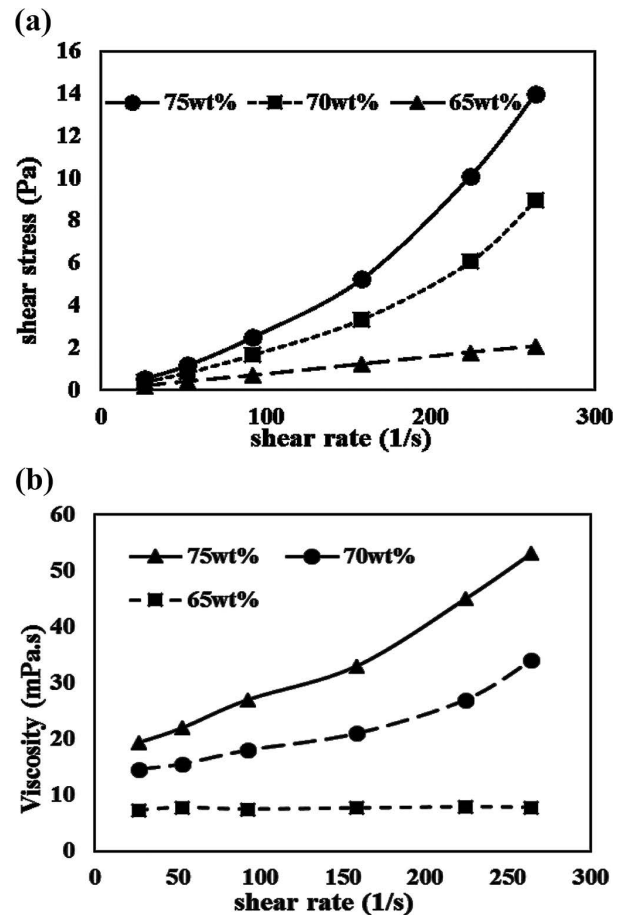 (a)
16
14
12
10
8
6
4
2
0
75wt% 70wt% 65wt%
shear stress (Pa)
0 100 200 300
shear rate (1/s)
(b)
60
50
40
30
20
10
0
75wt% 70wt%
65wt%
Viscosity (mPa.s)
0 50 100 150 200 250 300
shear rate (1/s)